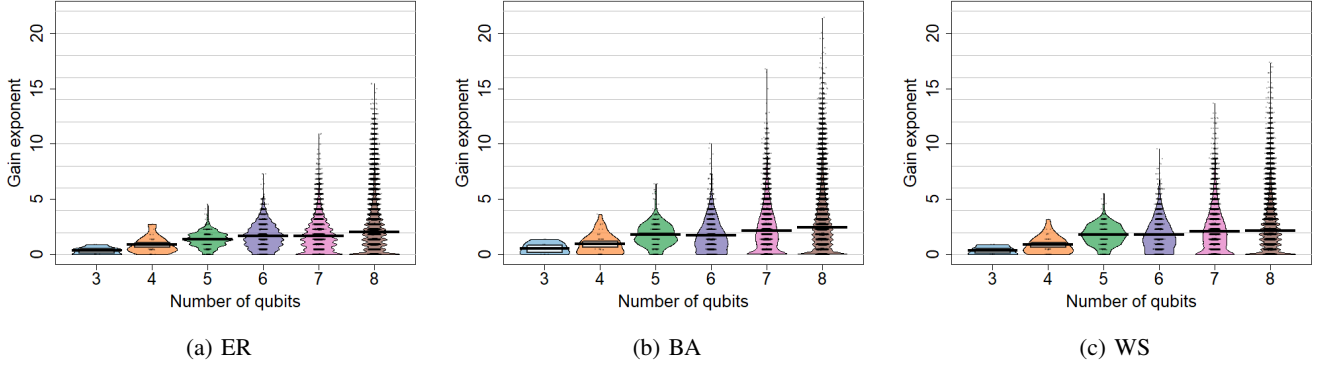 Gain exponent
0 5 10 15 20
3 4 5 6 7 8
Number of qubits
(a) ER
Gain exponent
0 5 10 15 20
3 4 5 6 7 8
Number of qubits
(b) BA
Gain exponent
0 5 10 15 20
3 4 5 6 7 8
Number of qubits
(c) WS